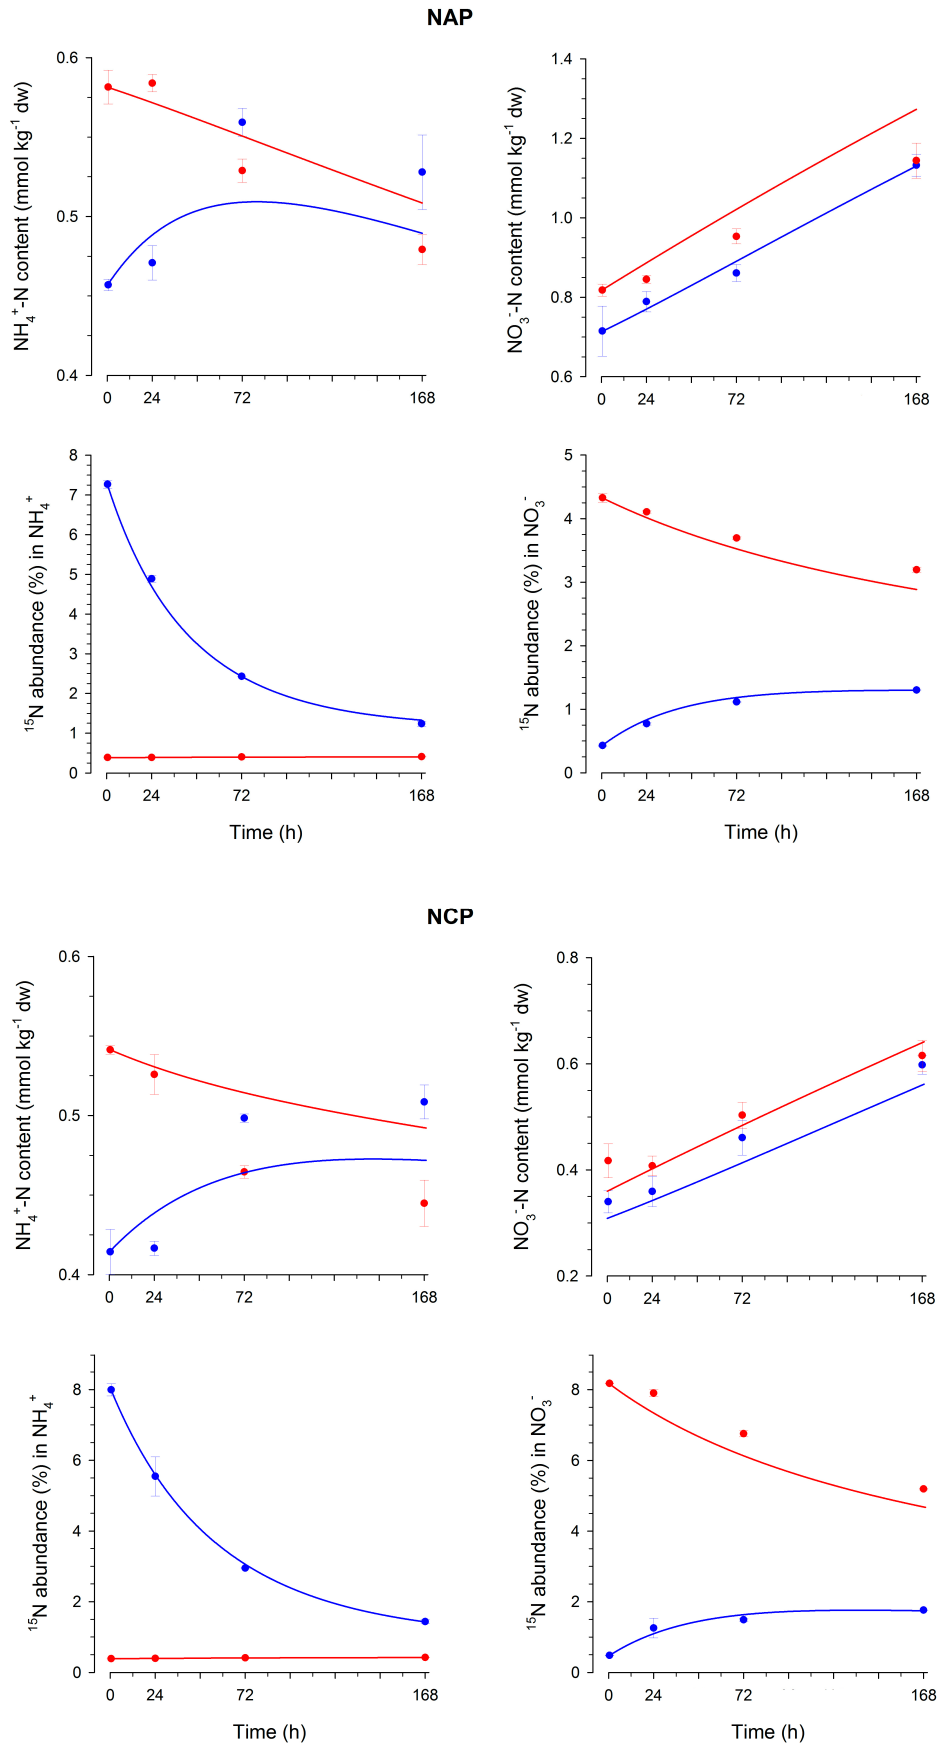 NAP
NH₄⁺-N content (mmol kg⁻¹ dw)
0.6
0.5
0.4
0 24 72 168
NO₃⁻-N content (mmol kg⁻¹ dw)
1.4
1.2
1.0
0.8
0.6
0 24 72 168
¹⁵N abundance (%) in NH₄⁺
8
7
6
5
4
3
2
1
0
0 24 72 168
Time (h)
¹⁵N abundance (%) in NO₃⁻
5
4
3
2
1
0
0 24 72 168
Time (h)
NCP
NH₄⁺-N content (mmol kg⁻¹ dw)
0.6
0.5
0.4
0 24 72 168
NO₃⁻-N content (mmol kg⁻¹ dw)
0.8
0.6
0.4
0.2
0 24 72 168
¹⁵N abundance (%) in NH₄⁺
8
6
4
2
0
0 24 72 168
Time (h)
¹⁵N abundance (%) in NO₃⁻
8
6
4
2
0
0 24 72 168
Time (h)